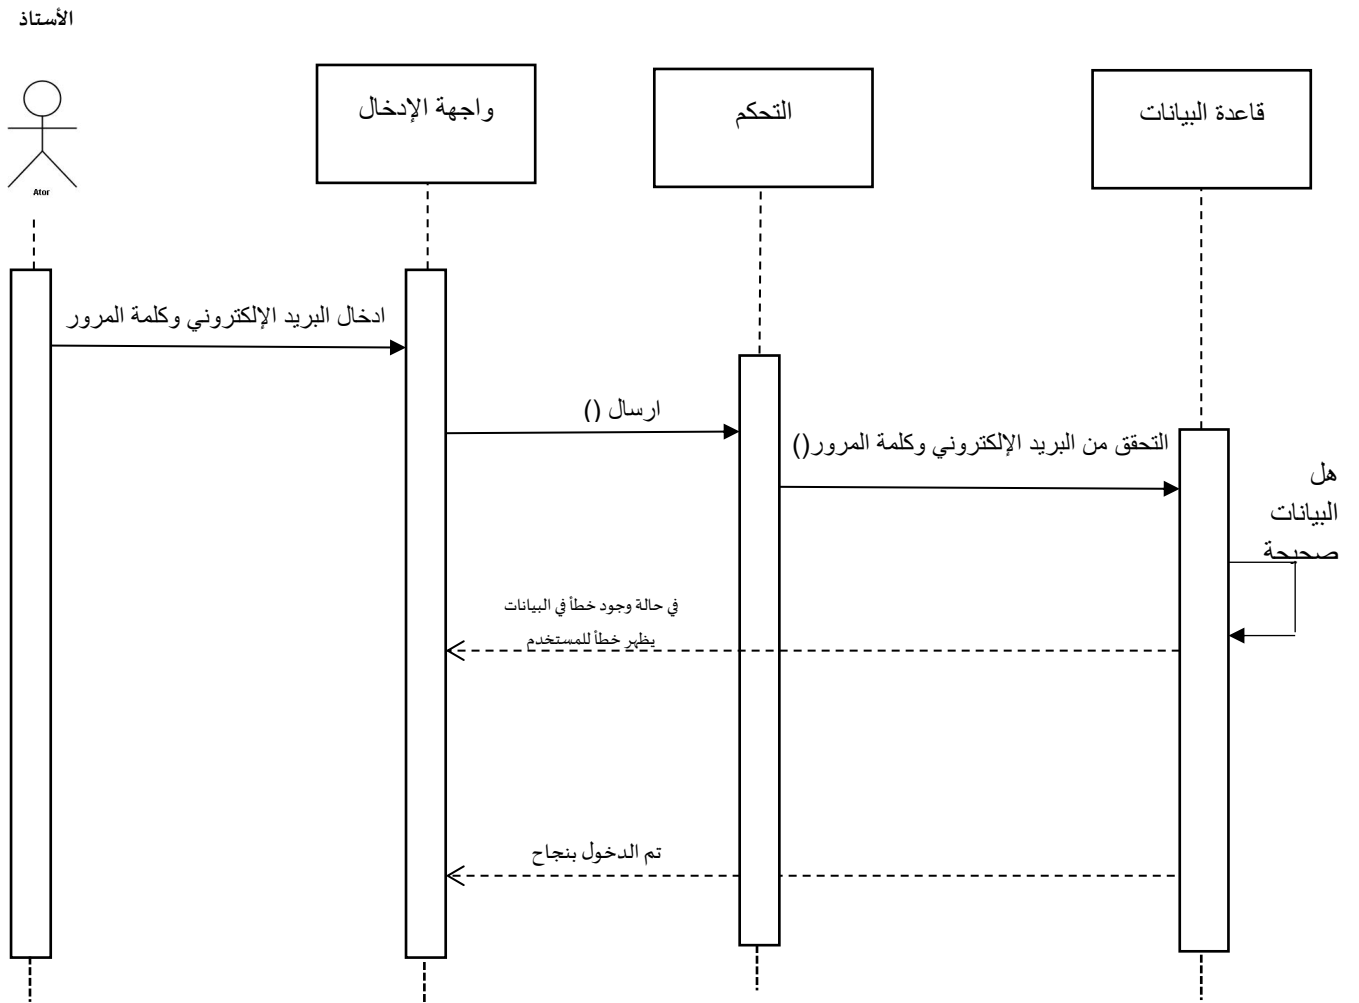 الأستاذ
واجهة الإدخال
التحكم
قاعدة البيانات
Ator
ادخال البريد الإلكتروني وكلمة المرور
ارسال ()
التحقق من البريد الإلكتروني وكلمة المرور()
هل
البيانات
صحيحة
في حالة وجود خطأ في البيانات
يظهر خطأ للمستخدم
تم الدخول بنجاح